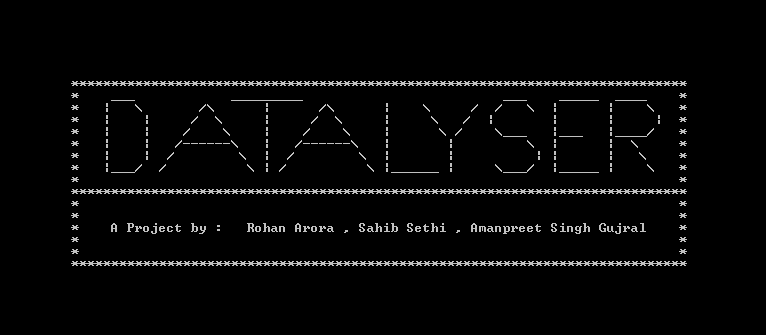 DATALYSER
A Project by : Rohan Arora , Sahib Sethi , Amanpreet Singh Gujral